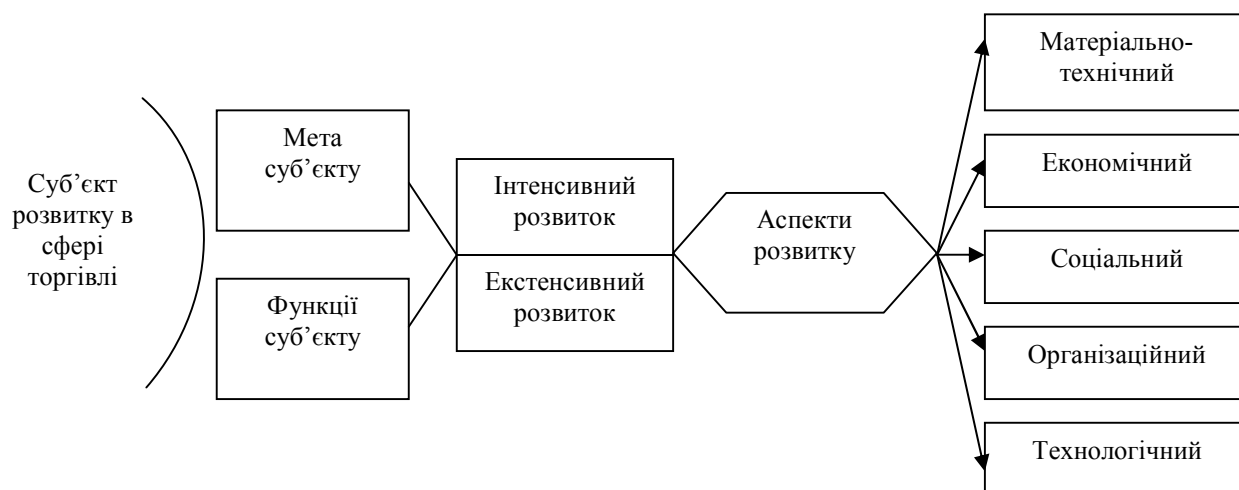 Суб’єкт
розвитку в
сфері
торгівлі
Мета
суб’єкту
Функції
суб’єкту
Інтенсивний
розвиток
Екстенсивний
розвиток
Аспекти
розвитку
Матеріально-
технічний
Економічний
Соціальний
Організаційний
Технологічний